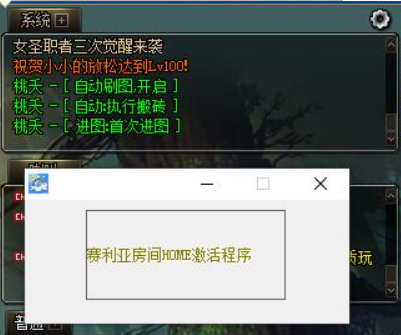 系统
女圣职者三次觉醒来袭
祝贺小小的放松达到Lv100!
桃夭 - [ 自动刷图,开启 ]
桃夭 - [ 自动:执行搬砖 ]
桃夭 - [ 进图:首次进图 ]
赛利亚房间HOME激活程序
质玩
普通